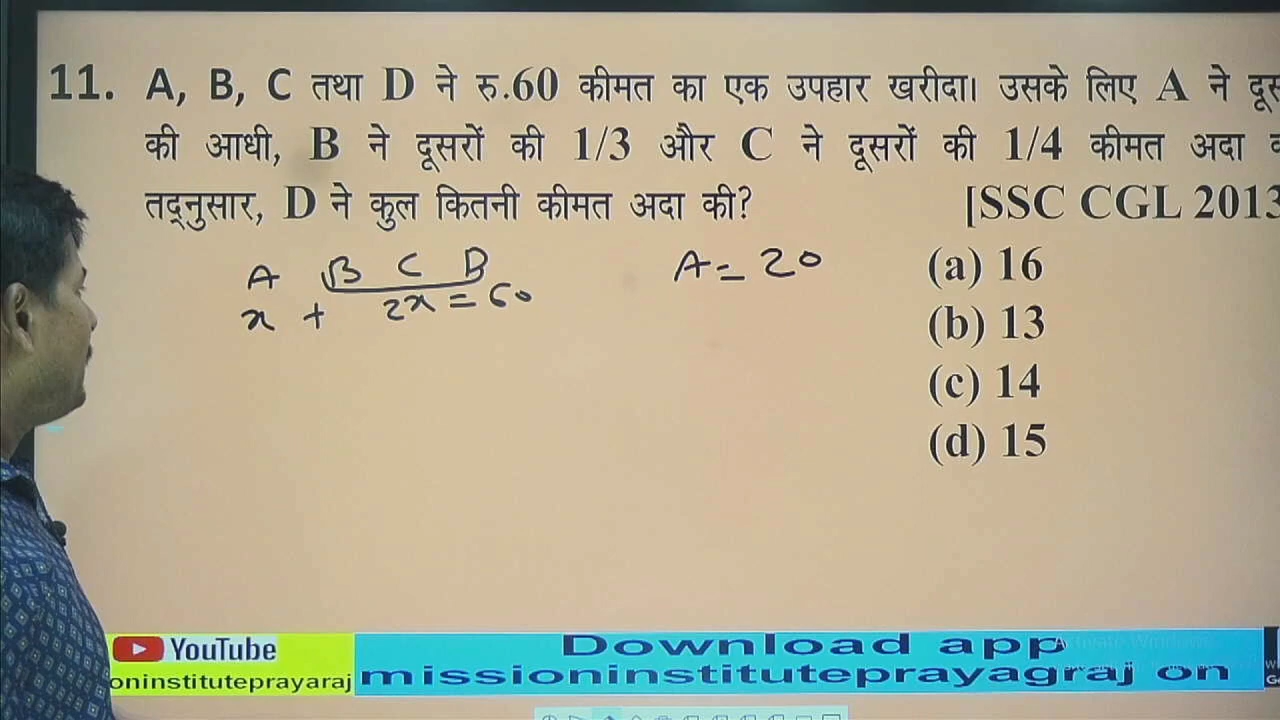 11. A, B, C तथा D ने रु.60 कीमत का एक उपहार खरीदा। उसके लिए A ने
की आधी, B ने दूसरों की 1/3 और C ने दूसरों की 1/4 कीमत अदा
तद्नुसार, D ने कुल कितनी कीमत अदा की?
[SSC CGL 2013
A B C D
x + 2x = 60
A = 20
(a) 16
(b) 13
(c) 14
(d) 15
YouTube
oninstituteprayaraj
Download app
missioninstituteprayagraj on